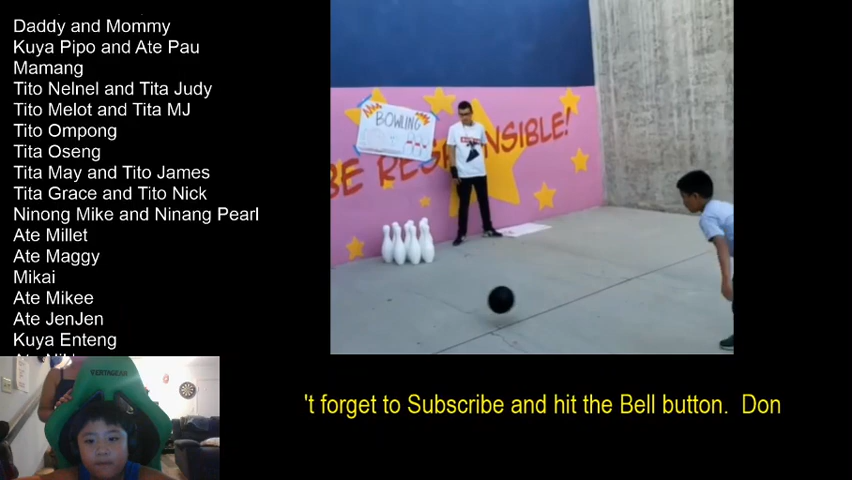 Daddy and Mommy
Kuya Pipo and Ate Pau
Mamang
Tito Nelnel and Tita Judy
Tito Melot and Tita MJ
Tito Ompong
Tita Oseng
Tita May and Tito James
Tita Grace and Tito Nick
Ninong Mike and Ninang Pearl
Ate Millet
Ate Maggy
Mikai
Ate Mikee
Ate JenJen
Kuya Enteng
BOWLING
BE RESPONSIBLE!
VERTAGEAR
't forget to Subscribe and hit the Bell button. Don